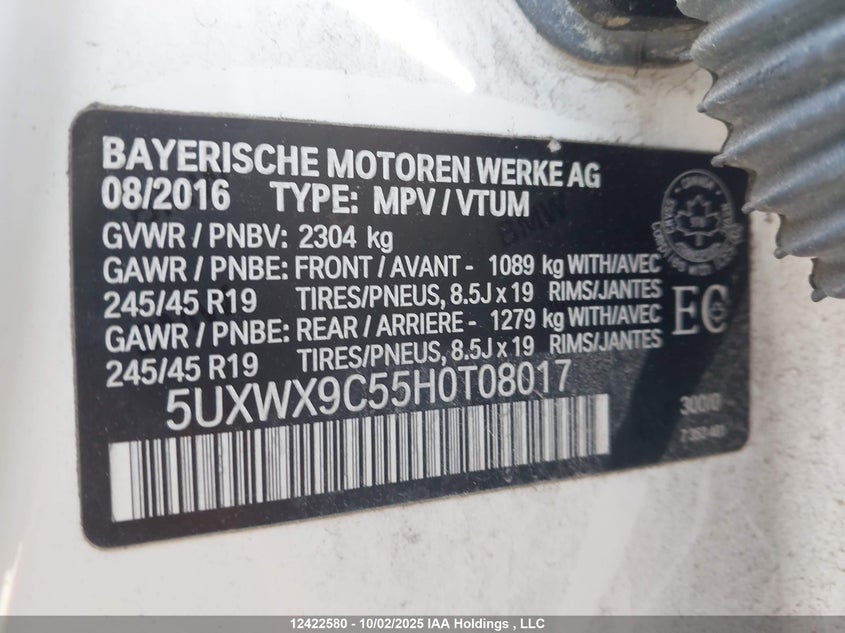 BAYERISCHE MOTOREN WERKE AG
08/2016 TYPE: MPV / VTUM
GVWR / PNBV: 2304 kg
GAWR / PNBE: FRONT / AVANT - 1089 kg WITH/AVEC
245/45 R19 TIRES/PNEUS, 8.5J x 19 RIMS/JANTES
GAWR / PNBE: REAR / ARRIERE - 1279 kg WITH/AVEC
245/45 R19 TIRES/PNEUS, 8.5J x 19 RIMS/JANTES
EC
5UXWX9C55H0T08017
BMW
12422580 - 10/02/2025 IAA Holdings , LLC